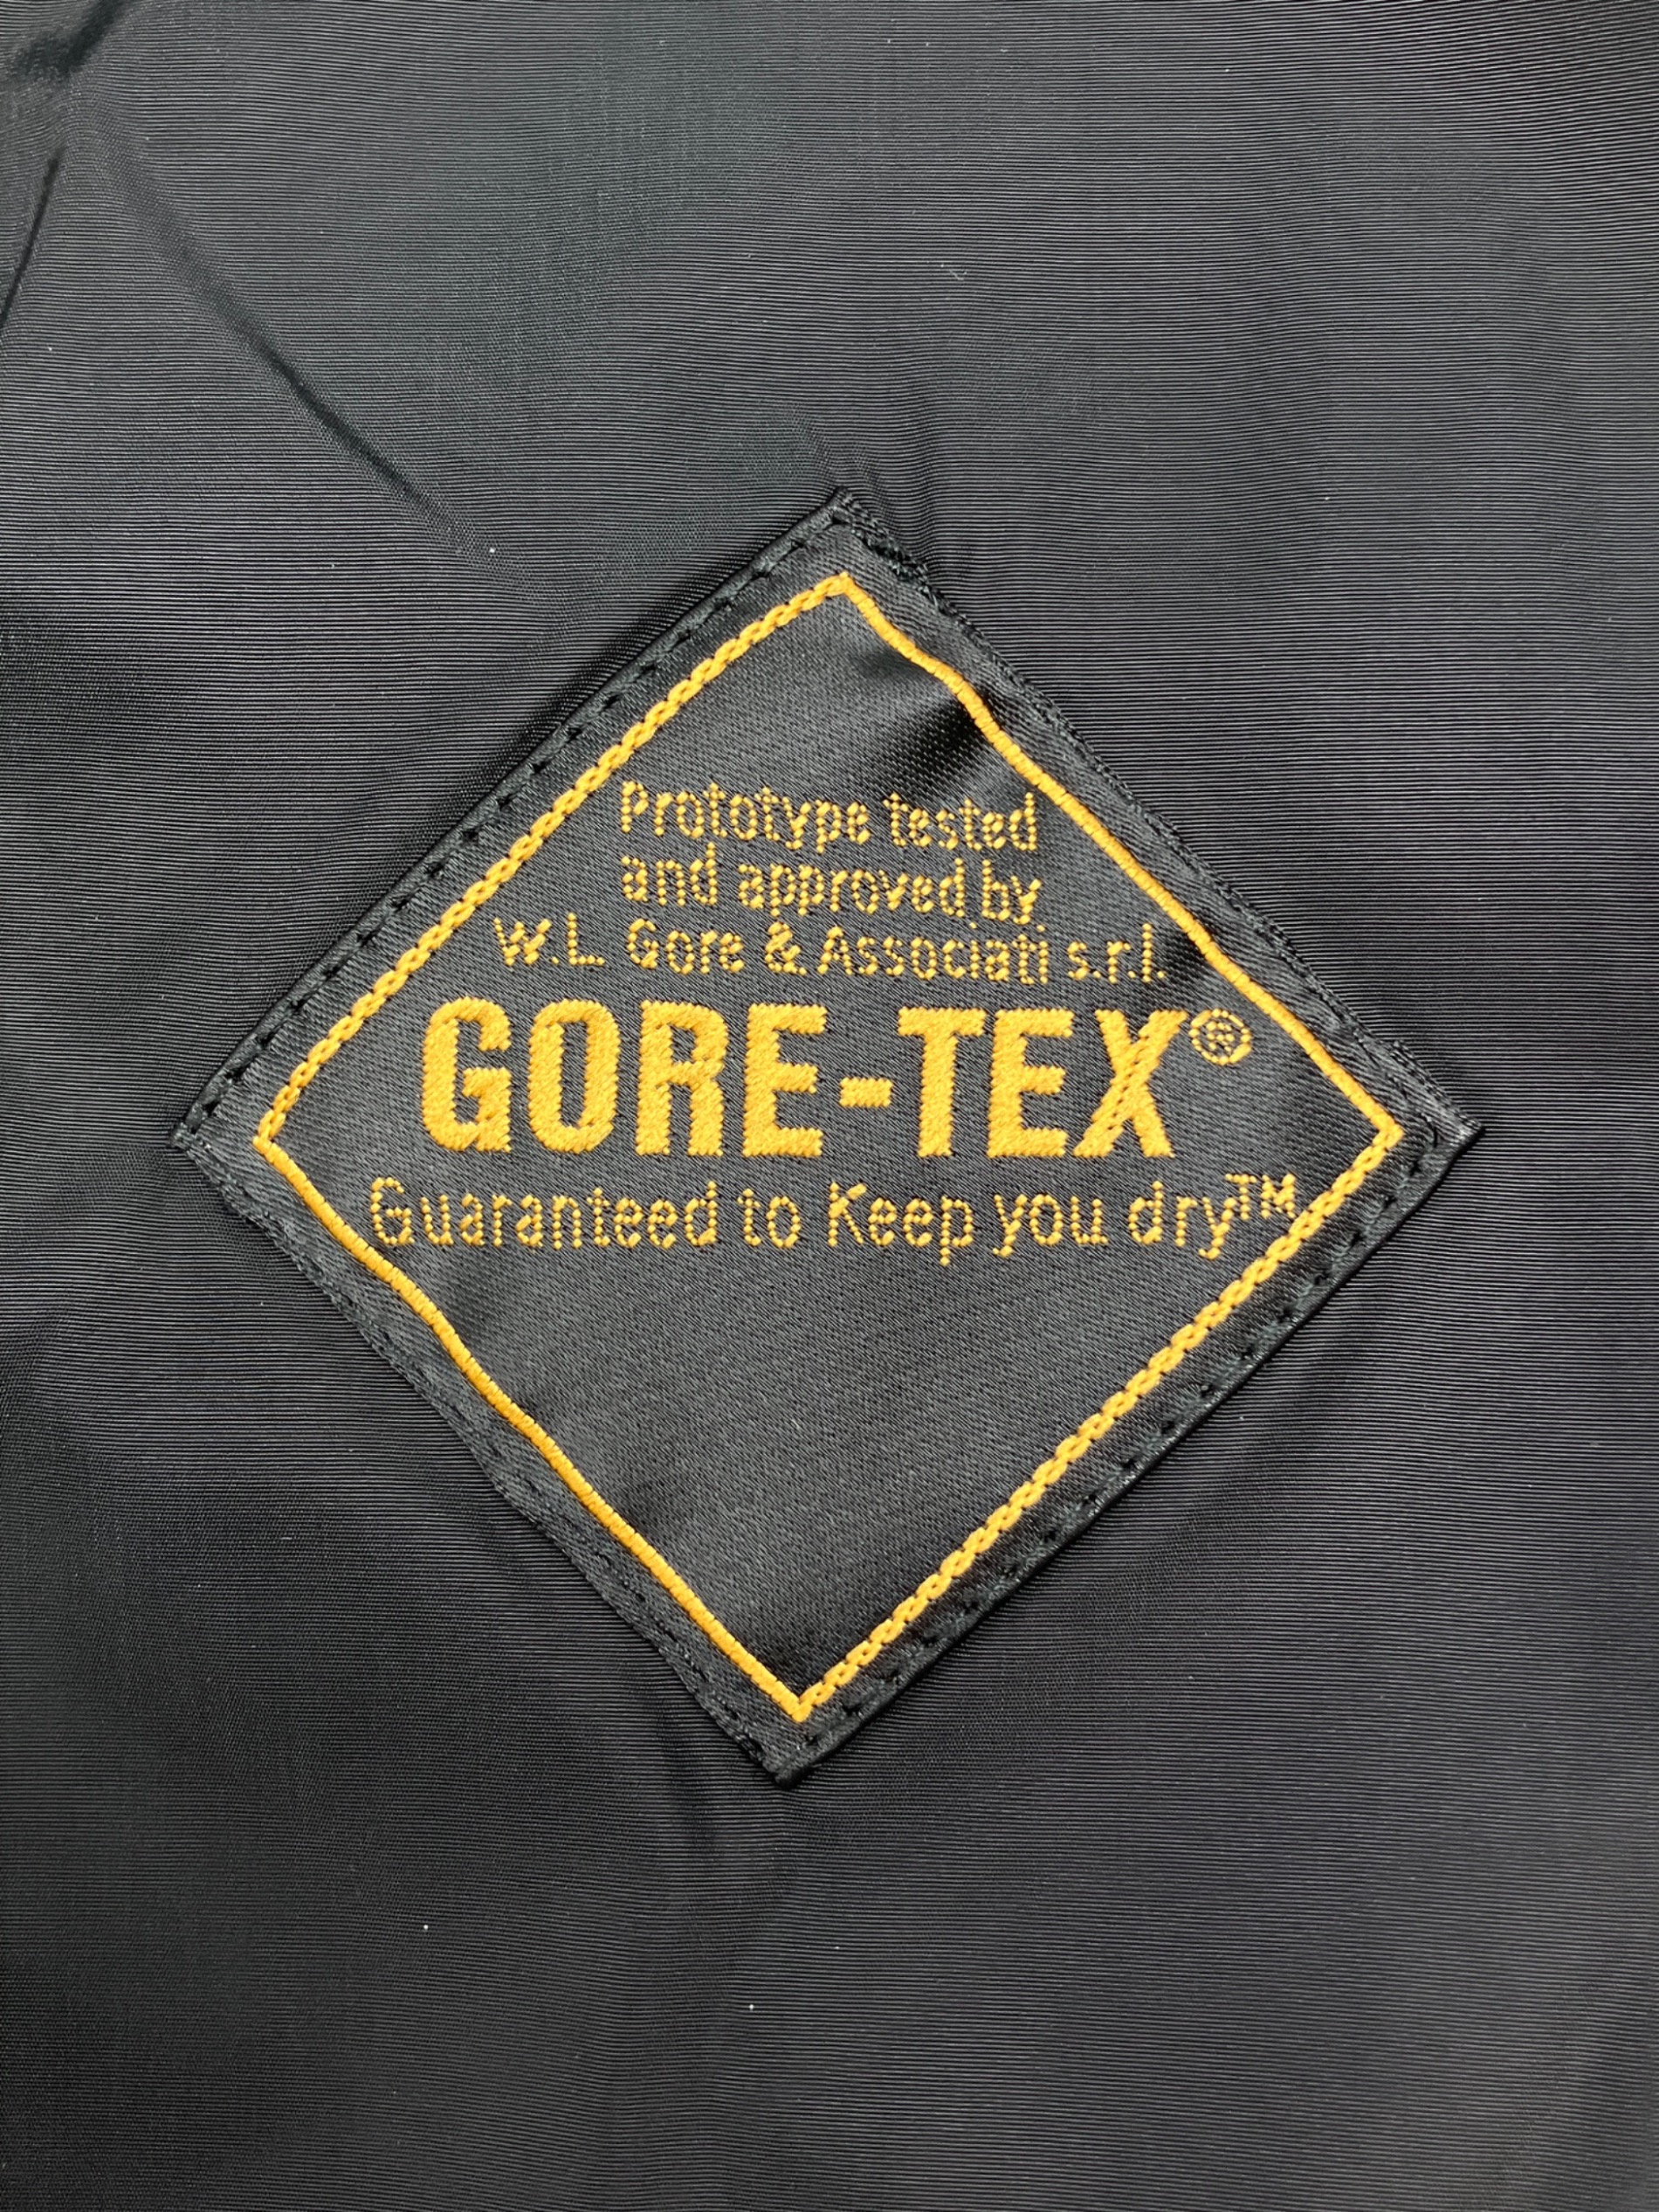 Prototype tested
and approved by
W.L. Gore & Associati s.r.l.
GORE-TEX®
Guaranteed to Keep you dry™